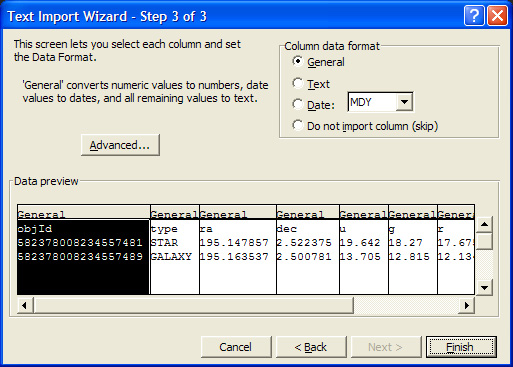 Text Import Wizard - Step 3 of 3
This screen lets you select each column and set
the Data Format.
'General' converts numeric values to numbers, date
values to dates, and all remaining values to text.
Advanced...
Column data format
General
Text
Date: MDY
Do not import column (skip)
Data preview
General General General General General General General
objId type ra dec u g r
582378008234557481 STAR 195.147857 2.522375 19.642 18.27 17.675
582378008234557489 GALAXY 195.163537 2.500781 13.705 12.815 12.134
Cancel < Back Next > Finish